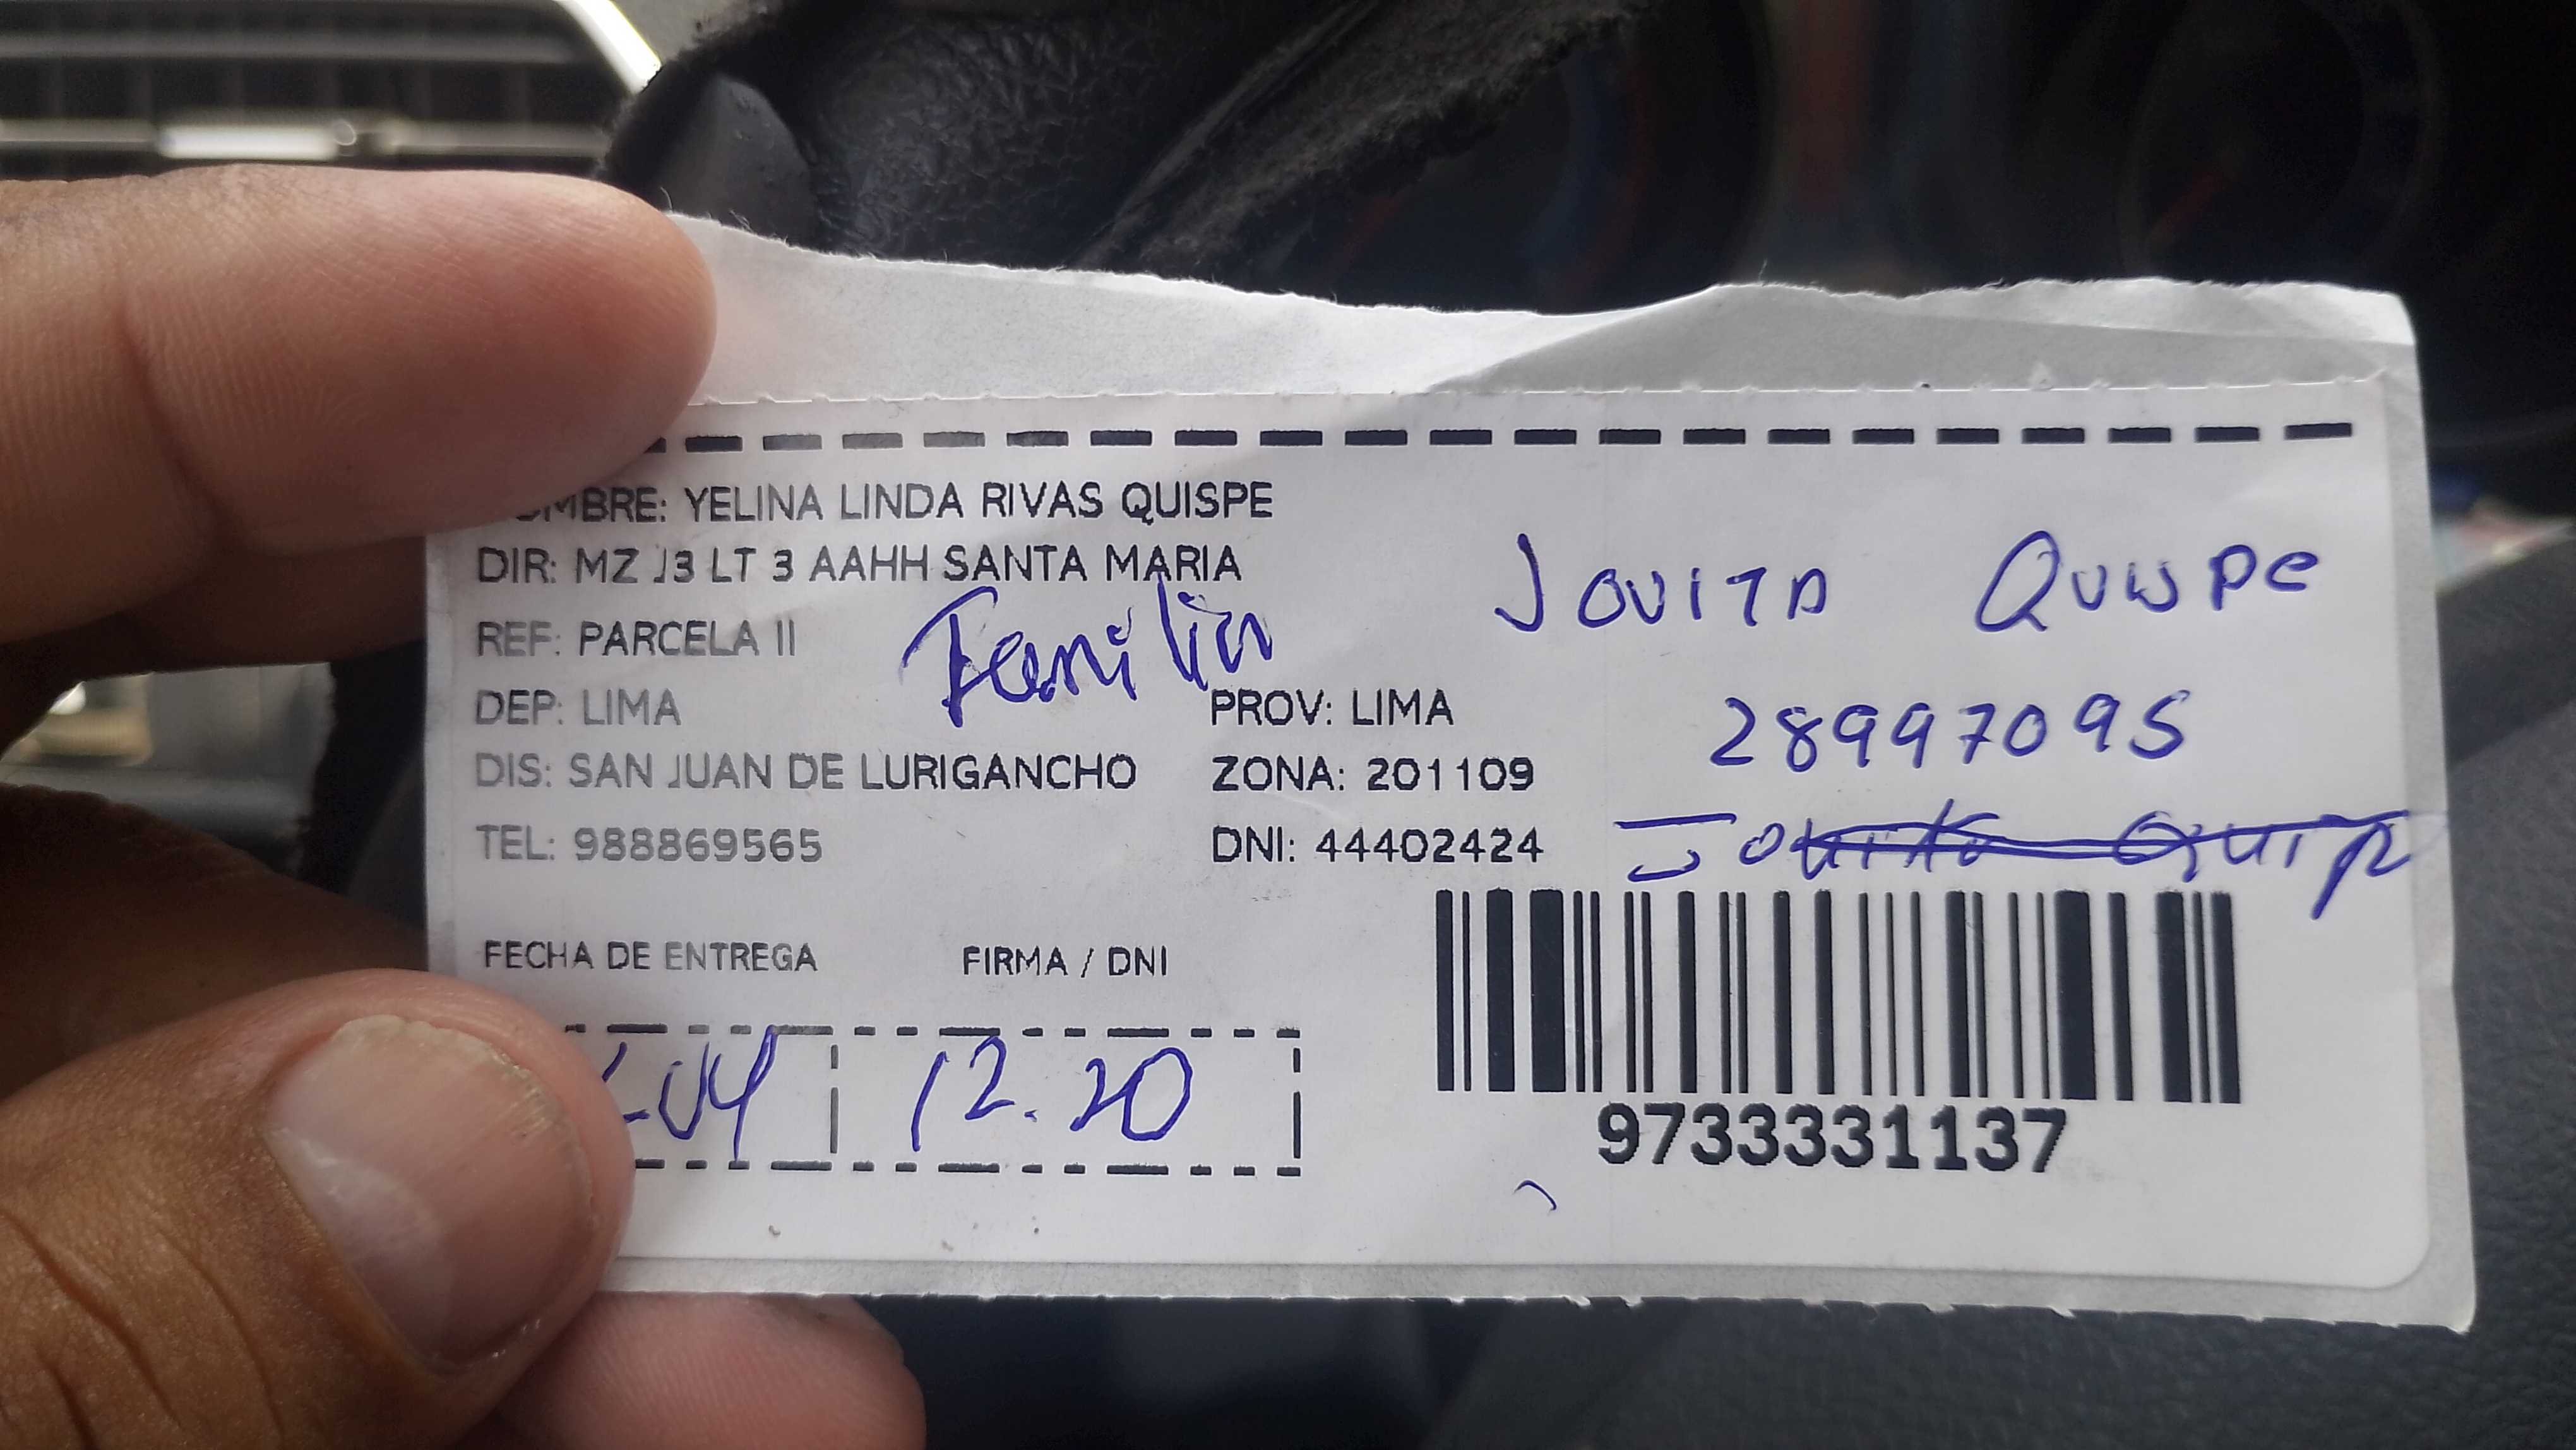 NOMBRE: YELINA LINDA RIVAS QUISPE
DIR: MZ J3 LT 3 AAHH SANTA MARIA
REF: PARCELA II
Familia
DEP: LIMA PROV: LIMA
DIS: SAN JUAN DE LURIGANCHO ZONA: 201109
TEL: 988869565 DNI: 44402424
JOVITA QUISPE
28997095
FECHA DE ENTREGA FIRMA / DNI
04 12.20
9733331137